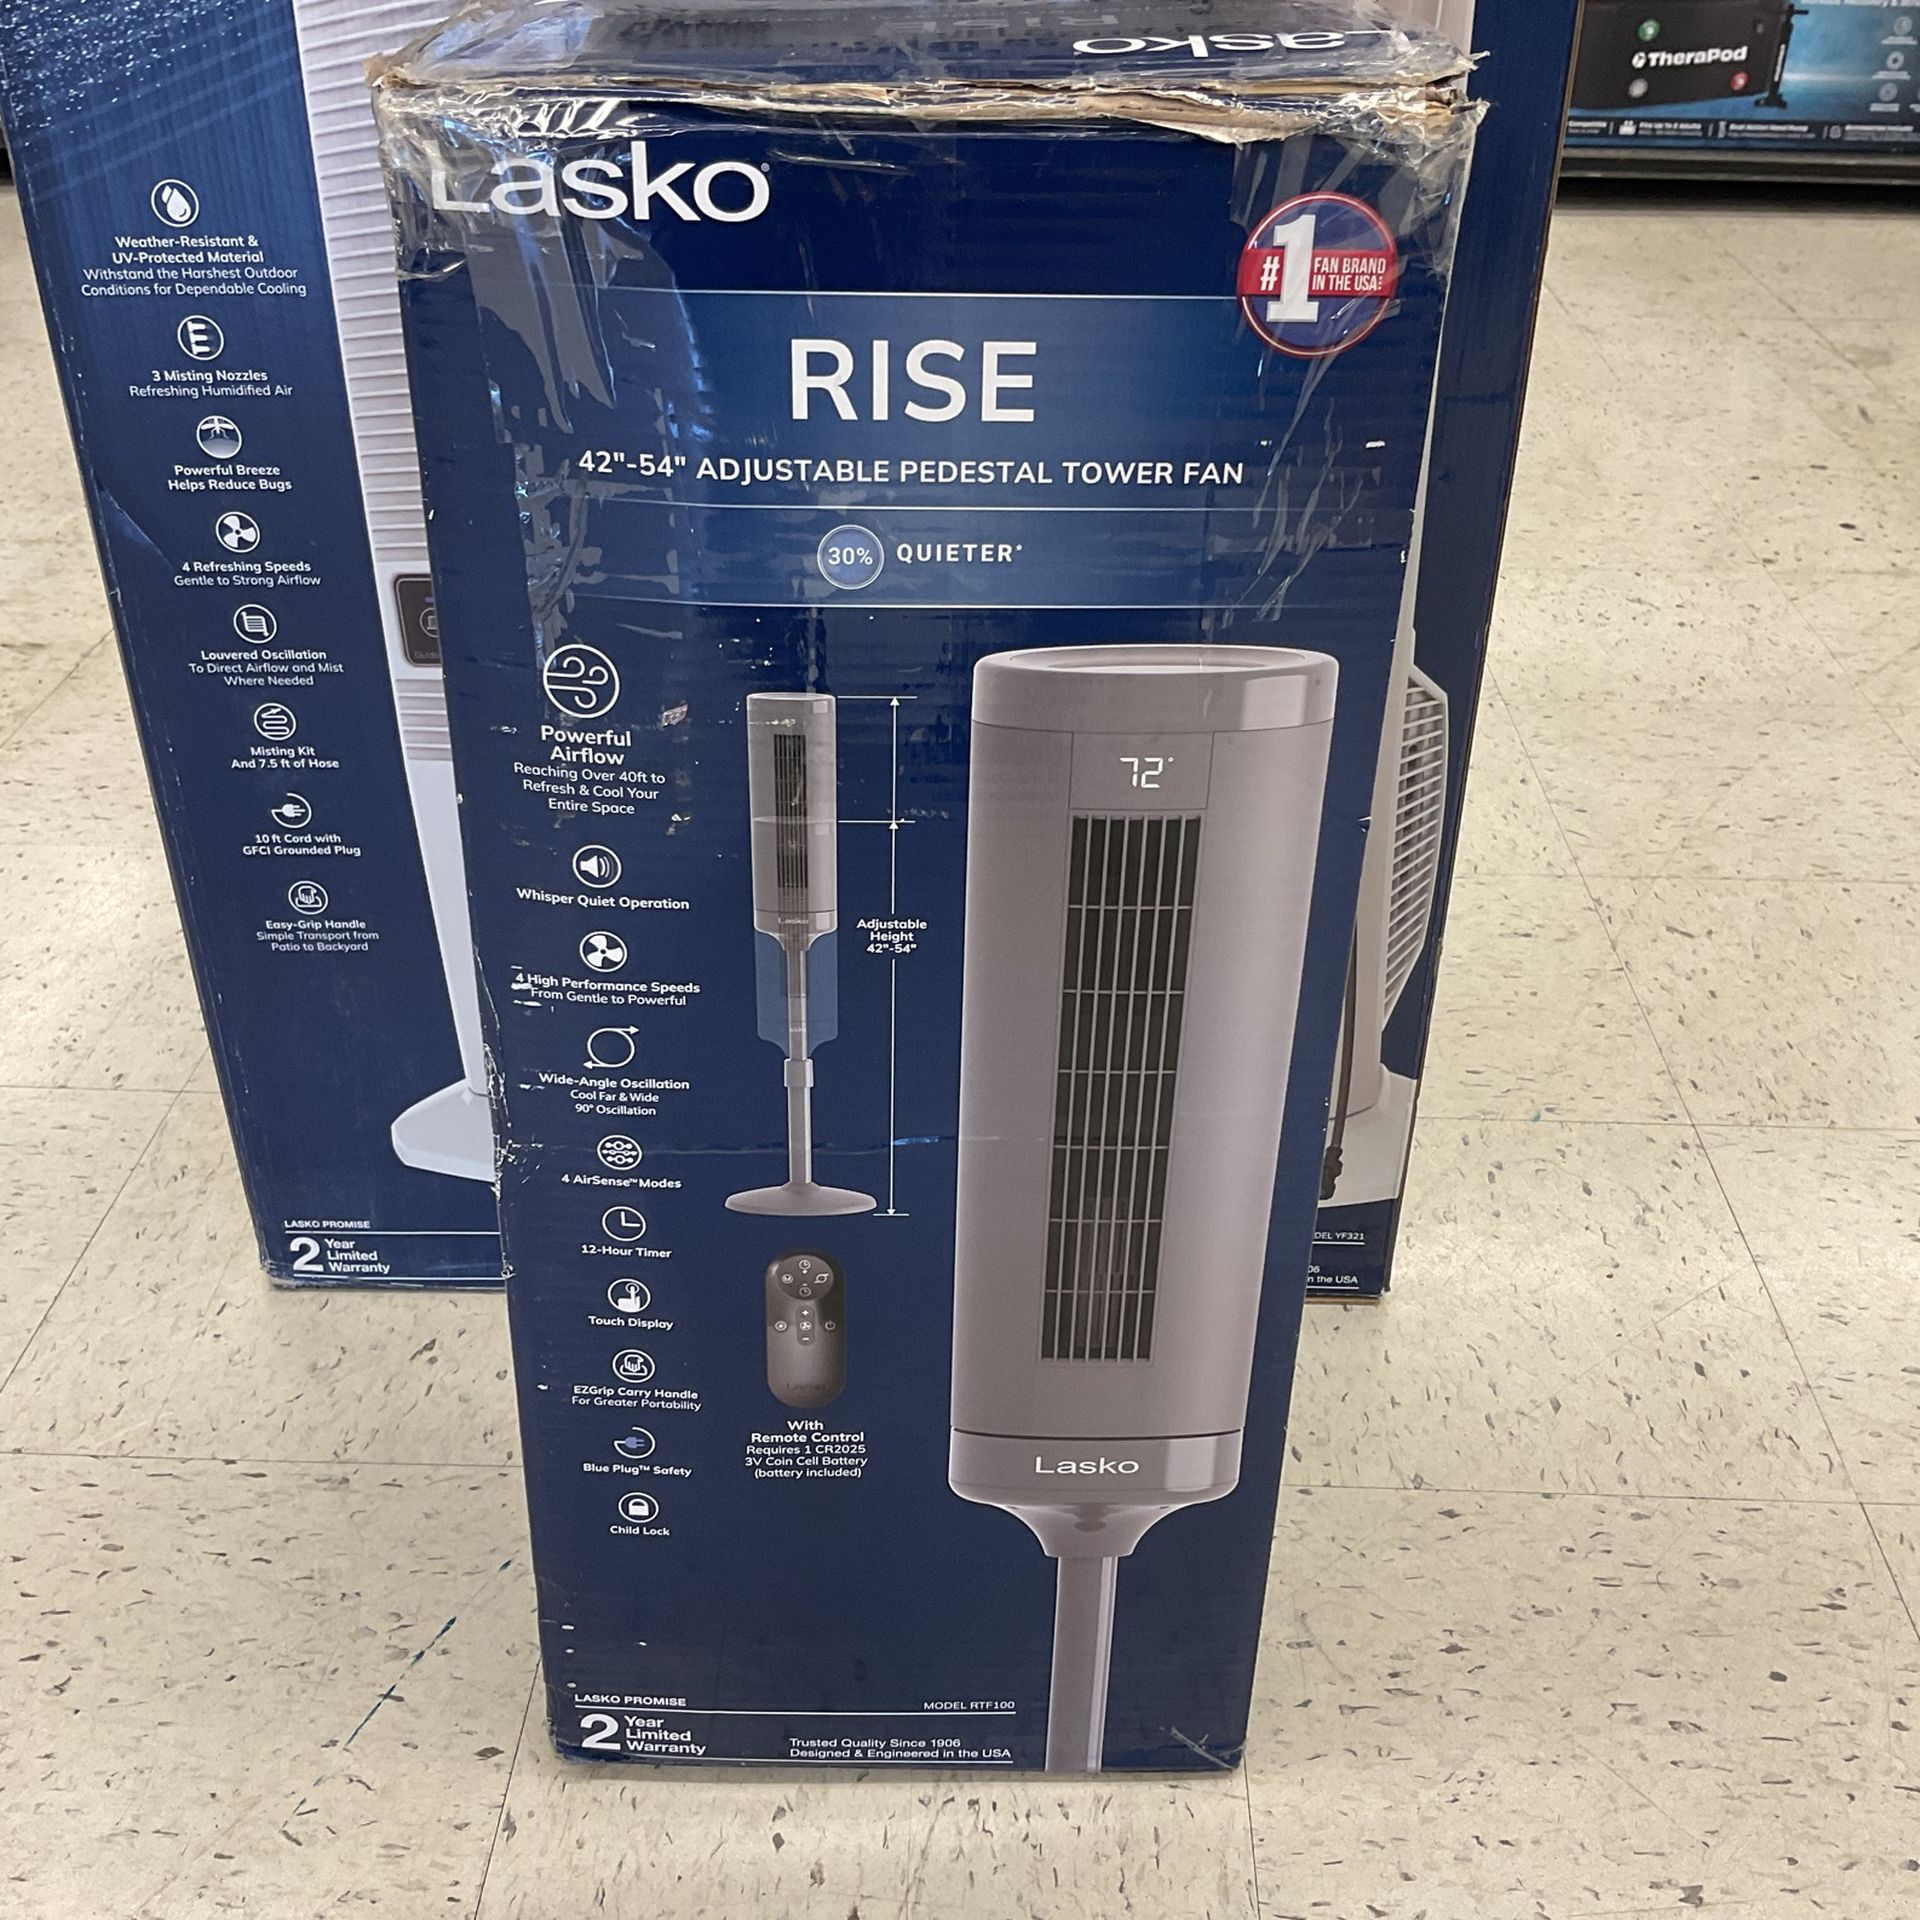 Lasko
TheraPod
Lasko
#1
FAN BRAND
IN THE USA
RISE
42"-54" ADJUSTABLE PEDESTAL TOWER FAN
30% QUIETER*
Powerful
Airflow
Reaching Over 40ft to
Refresh & Cool Your
Entire Space
Whisper Quiet Operation
4 High Performance Speeds
From Gentle to Powerful
Wide-Angle Oscillation
Cool Far & Wide
90° Oscillation
4 AirSense™ Modes
12-Hour Timer
Touch Display
EZGrip Carry Handle
For Greater Portability
Blue Plug™ Safety
Child Lock
Lasko
Adjustable
Height
42"-54"
With
Remote Control
Requires 1 CR2025
3V Coin Cell Battery
(battery included)
72°
Lasko
LASKO PROMISE
2 Year
Limited
Warranty
MODEL RTF100
Trusted Quality Since 1906
Designed & Engineered in the USA
Weather-Resistant &
UV-Protected Material
Withstand the Harshest Outdoor
Conditions for Dependable Cooling
3 Misting Nozzles
Refreshing Humidified Air
Powerful Breeze
Helps Reduce Bugs
4 Refreshing Speeds
Gentle to Strong Airflow
Louvered Oscillation
To Direct Airflow and Mist
Where Needed
Misting Kit
And 7.5 ft of Hose
10 ft Cord with
GFCI Grounded Plug
Easy-Grip Handle
Simple Transport from
Patio to Backyard
LASKO PROMISE
2 Year
Limited
Warranty
DEL YF321
06
n the USA